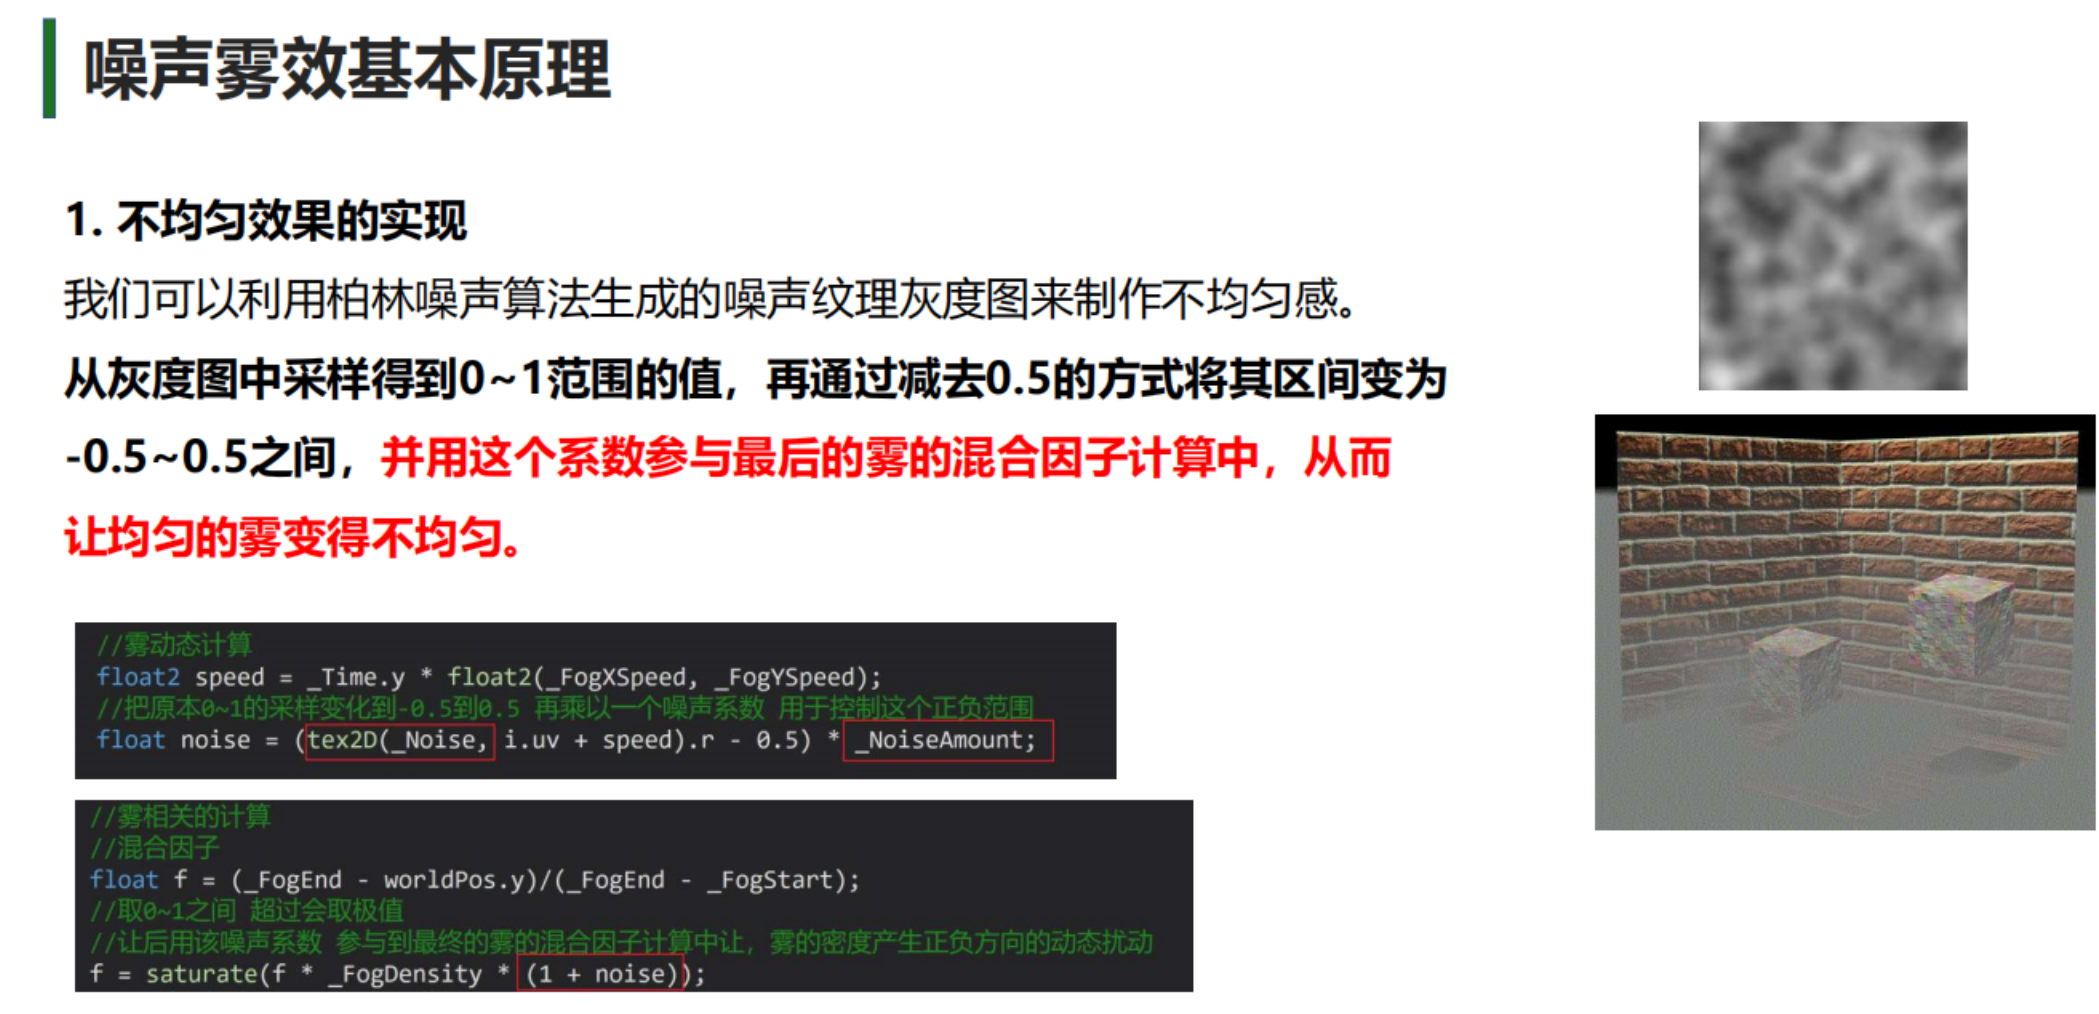 噪声雾效基本原理
1. 不均匀效果的实现
我们可以利用柏林噪声算法生成的噪声纹理灰度图来制作不均匀感。
从灰度图中采样得到0~1范围的值，再通过减去0.5的方式将其区间变为
-0.5~0.5之间，并用这个系数参与最后的雾的混合因子计算中，从而
让均匀的雾变得不均匀。
//雾动态计算
float2 speed = _Time.y * float2(_FogXSpeed, _FogYSpeed);
//把原本0~1的采样变化到-0.5到0.5 再乘以一个噪声系数 用于控制这个正负范围
float noise = (tex2D(_Noise, i.uv + speed).r - 0.5) * _NoiseAmount;
//雾相关的计算
//混合因子
float f = (_FogEnd - worldPos.y)/(_FogEnd - _FogStart);
//取0~1之间 超过会取极值
//让后用该噪声系数 参与到最终的雾的混合因子计算中让，雾的密度产生正负方向的动态扰动
f = saturate(f * _FogDensity * (1 + noise));